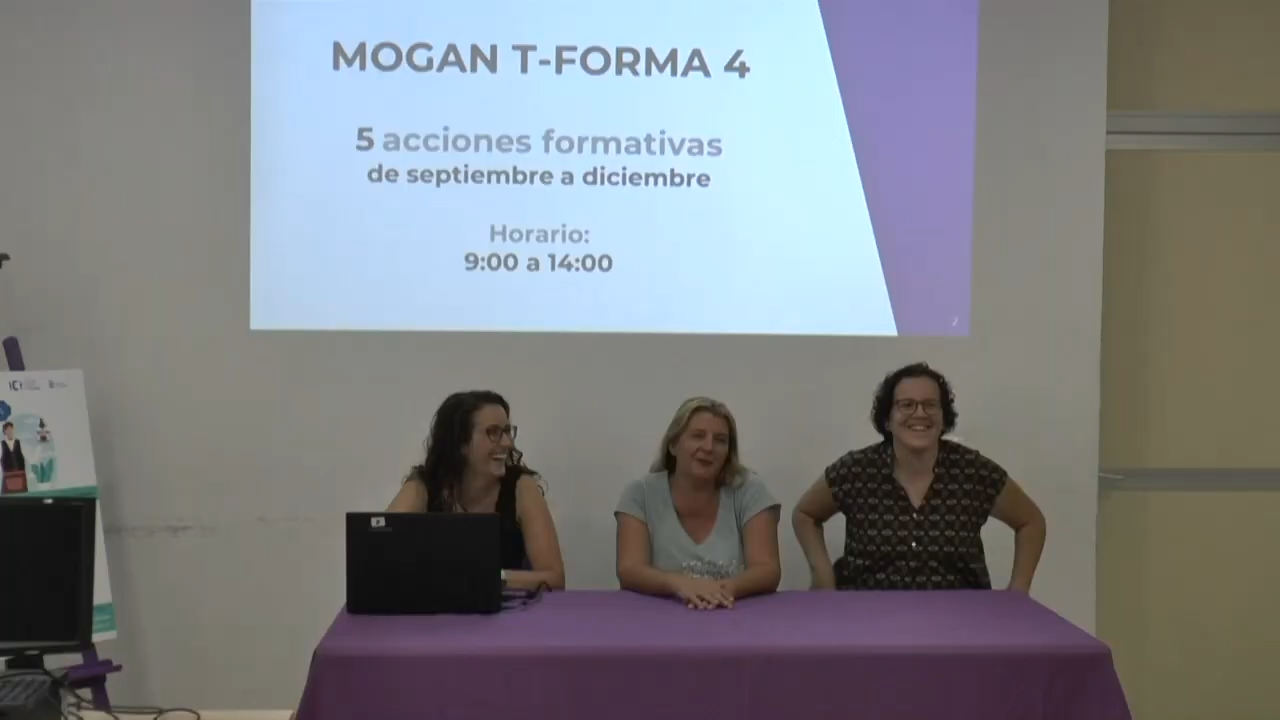 MOGAN T-FORMA 4
5 acciones formativas
de septiembre a diciembre
Horario:
9:00 a 14:00